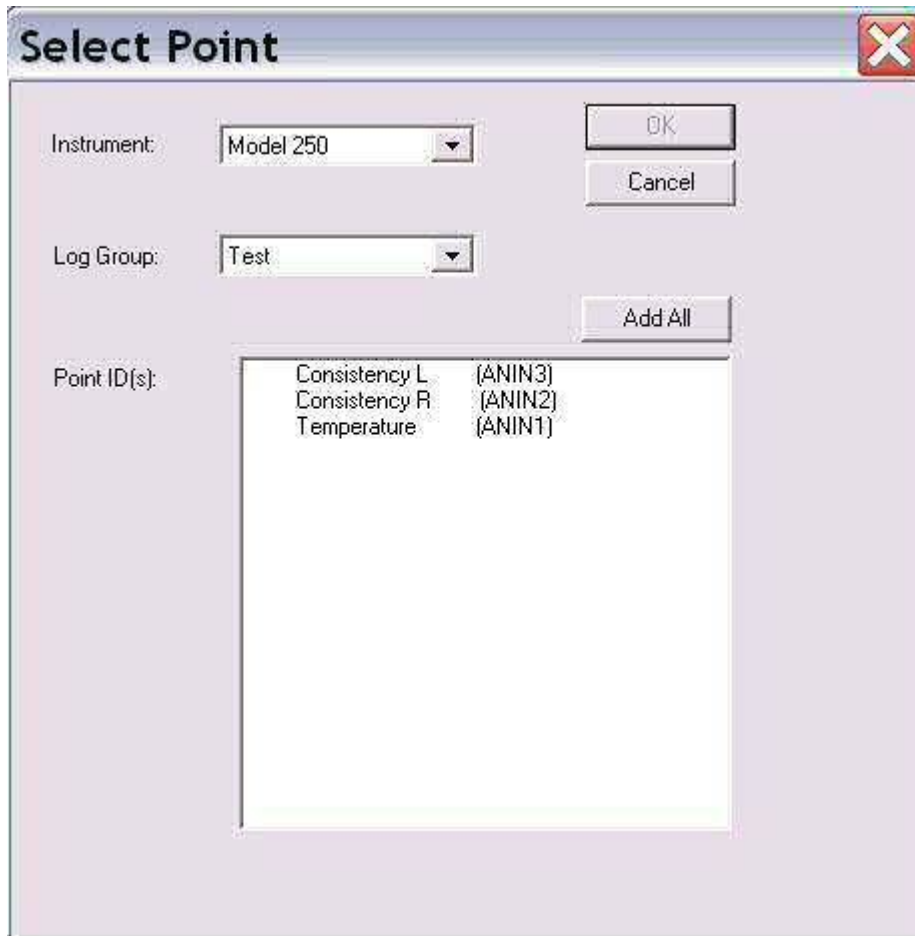 Select Point
Instrument: Model 250 OK
Cancel
Log Group: Test
Add All
Point ID(s): Consistency L (ANIN3)
Consistency R (ANIN2)
Temperature (ANIN1)